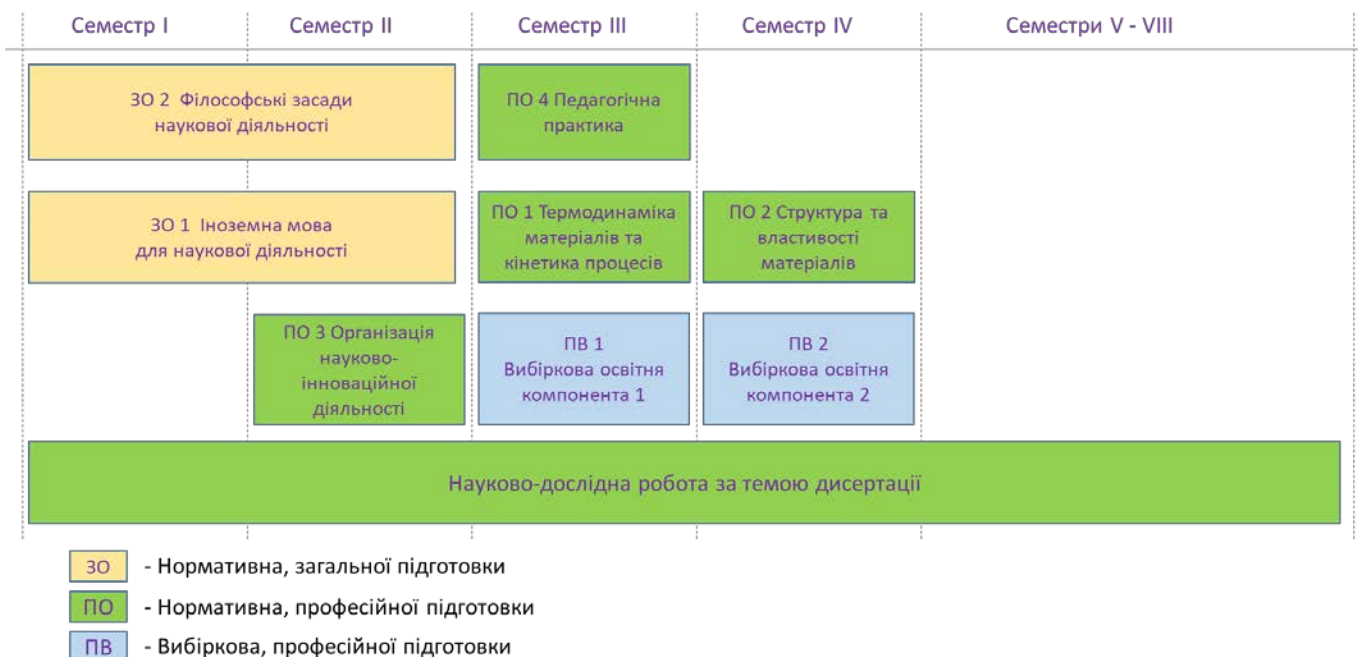 Семестр I
Семестр II
Семестр III
Семестр IV
Семестри V - VIII
ЗО 2 Філософські засади
наукової діяльності
ПО 4 Педагогічна
практика
ЗО 1 Іноземна мова
для наукової діяльності
ПО 1 Термодинаміка
матеріалів та
кінетика процесів
ПО 2 Структура та
властивості
матеріалів
ПО 3 Організація
науково-
інноваційної
діяльності
ПВ 1
Вибіркова освітня
компонента 1
ПВ 2
Вибіркова освітня
компонента 2
Науково-дослідна робота за темою дисертації
ЗО - Нормативна, загальної підготовки
ПО - Нормативна, професійної підготовки
ПВ - Вибіркова, професійної підготовки